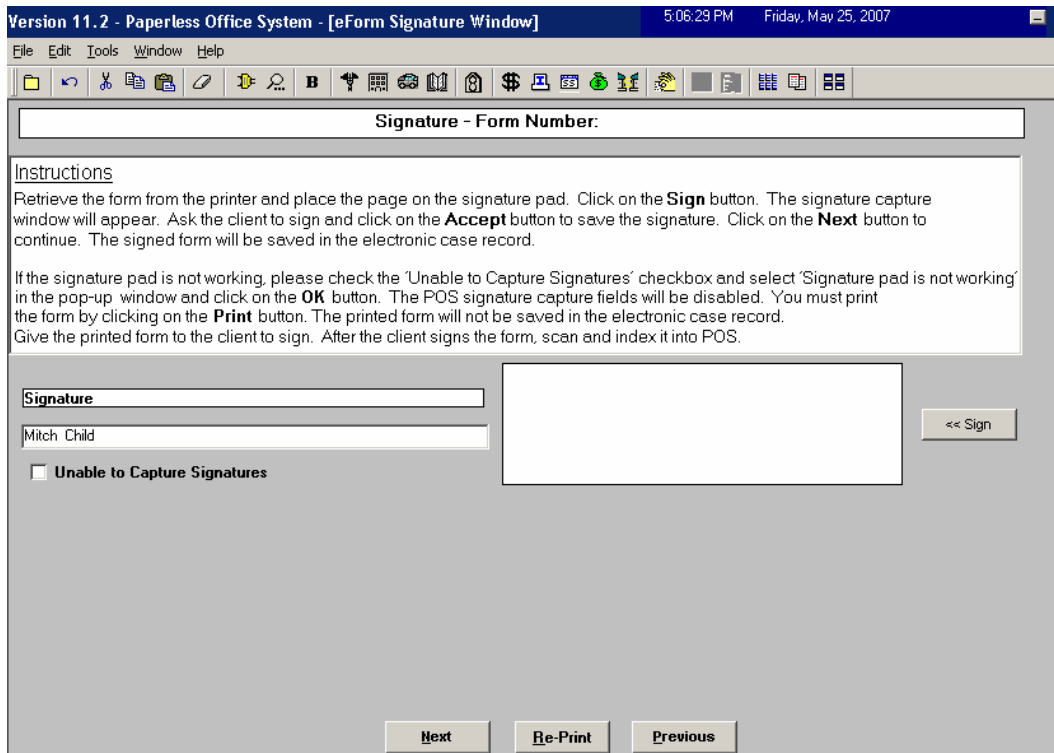 Version 11.2 - Paperless Office System - [eForm Signature Window] 5:06:29 PM Friday, May 25, 2007
File Edit Tools Window Help
B $ SS
Signature - Form Number:
Instructions
Retrieve the form from the printer and place the page on the signature pad. Click on the Sign button. The signature capture
window will appear. Ask the client to sign and click on the Accept button to save the signature. Click on the Next button to
continue. The signed form will be saved in the electronic case record.
If the signature pad is not working, please check the 'Unable to Capture Signatures' checkbox and select 'Signature pad is not working'
in the pop-up window and click on the OK button. The POS signature capture fields will be disabled. You must print
the form by clicking on the Print button. The printed form will not be saved in the electronic case record.
Give the printed form to the client to sign. After the client signs the form, scan and index it into POS.
Signature
<< Sign
Mitch Child
Unable to Capture Signatures
Next Re-Print Previous